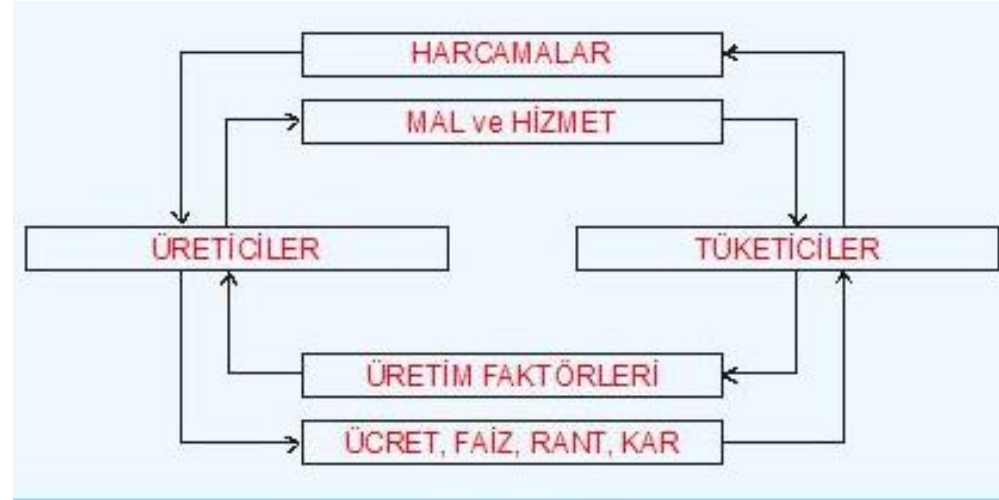 HARCAMALAR
MAL ve HİZMET
ÜRETİCİLER
TÜKETİCİLER
ÜRETİM FAKTÖRLERİ
ÜCRET, FAİZ, RANT, KAR